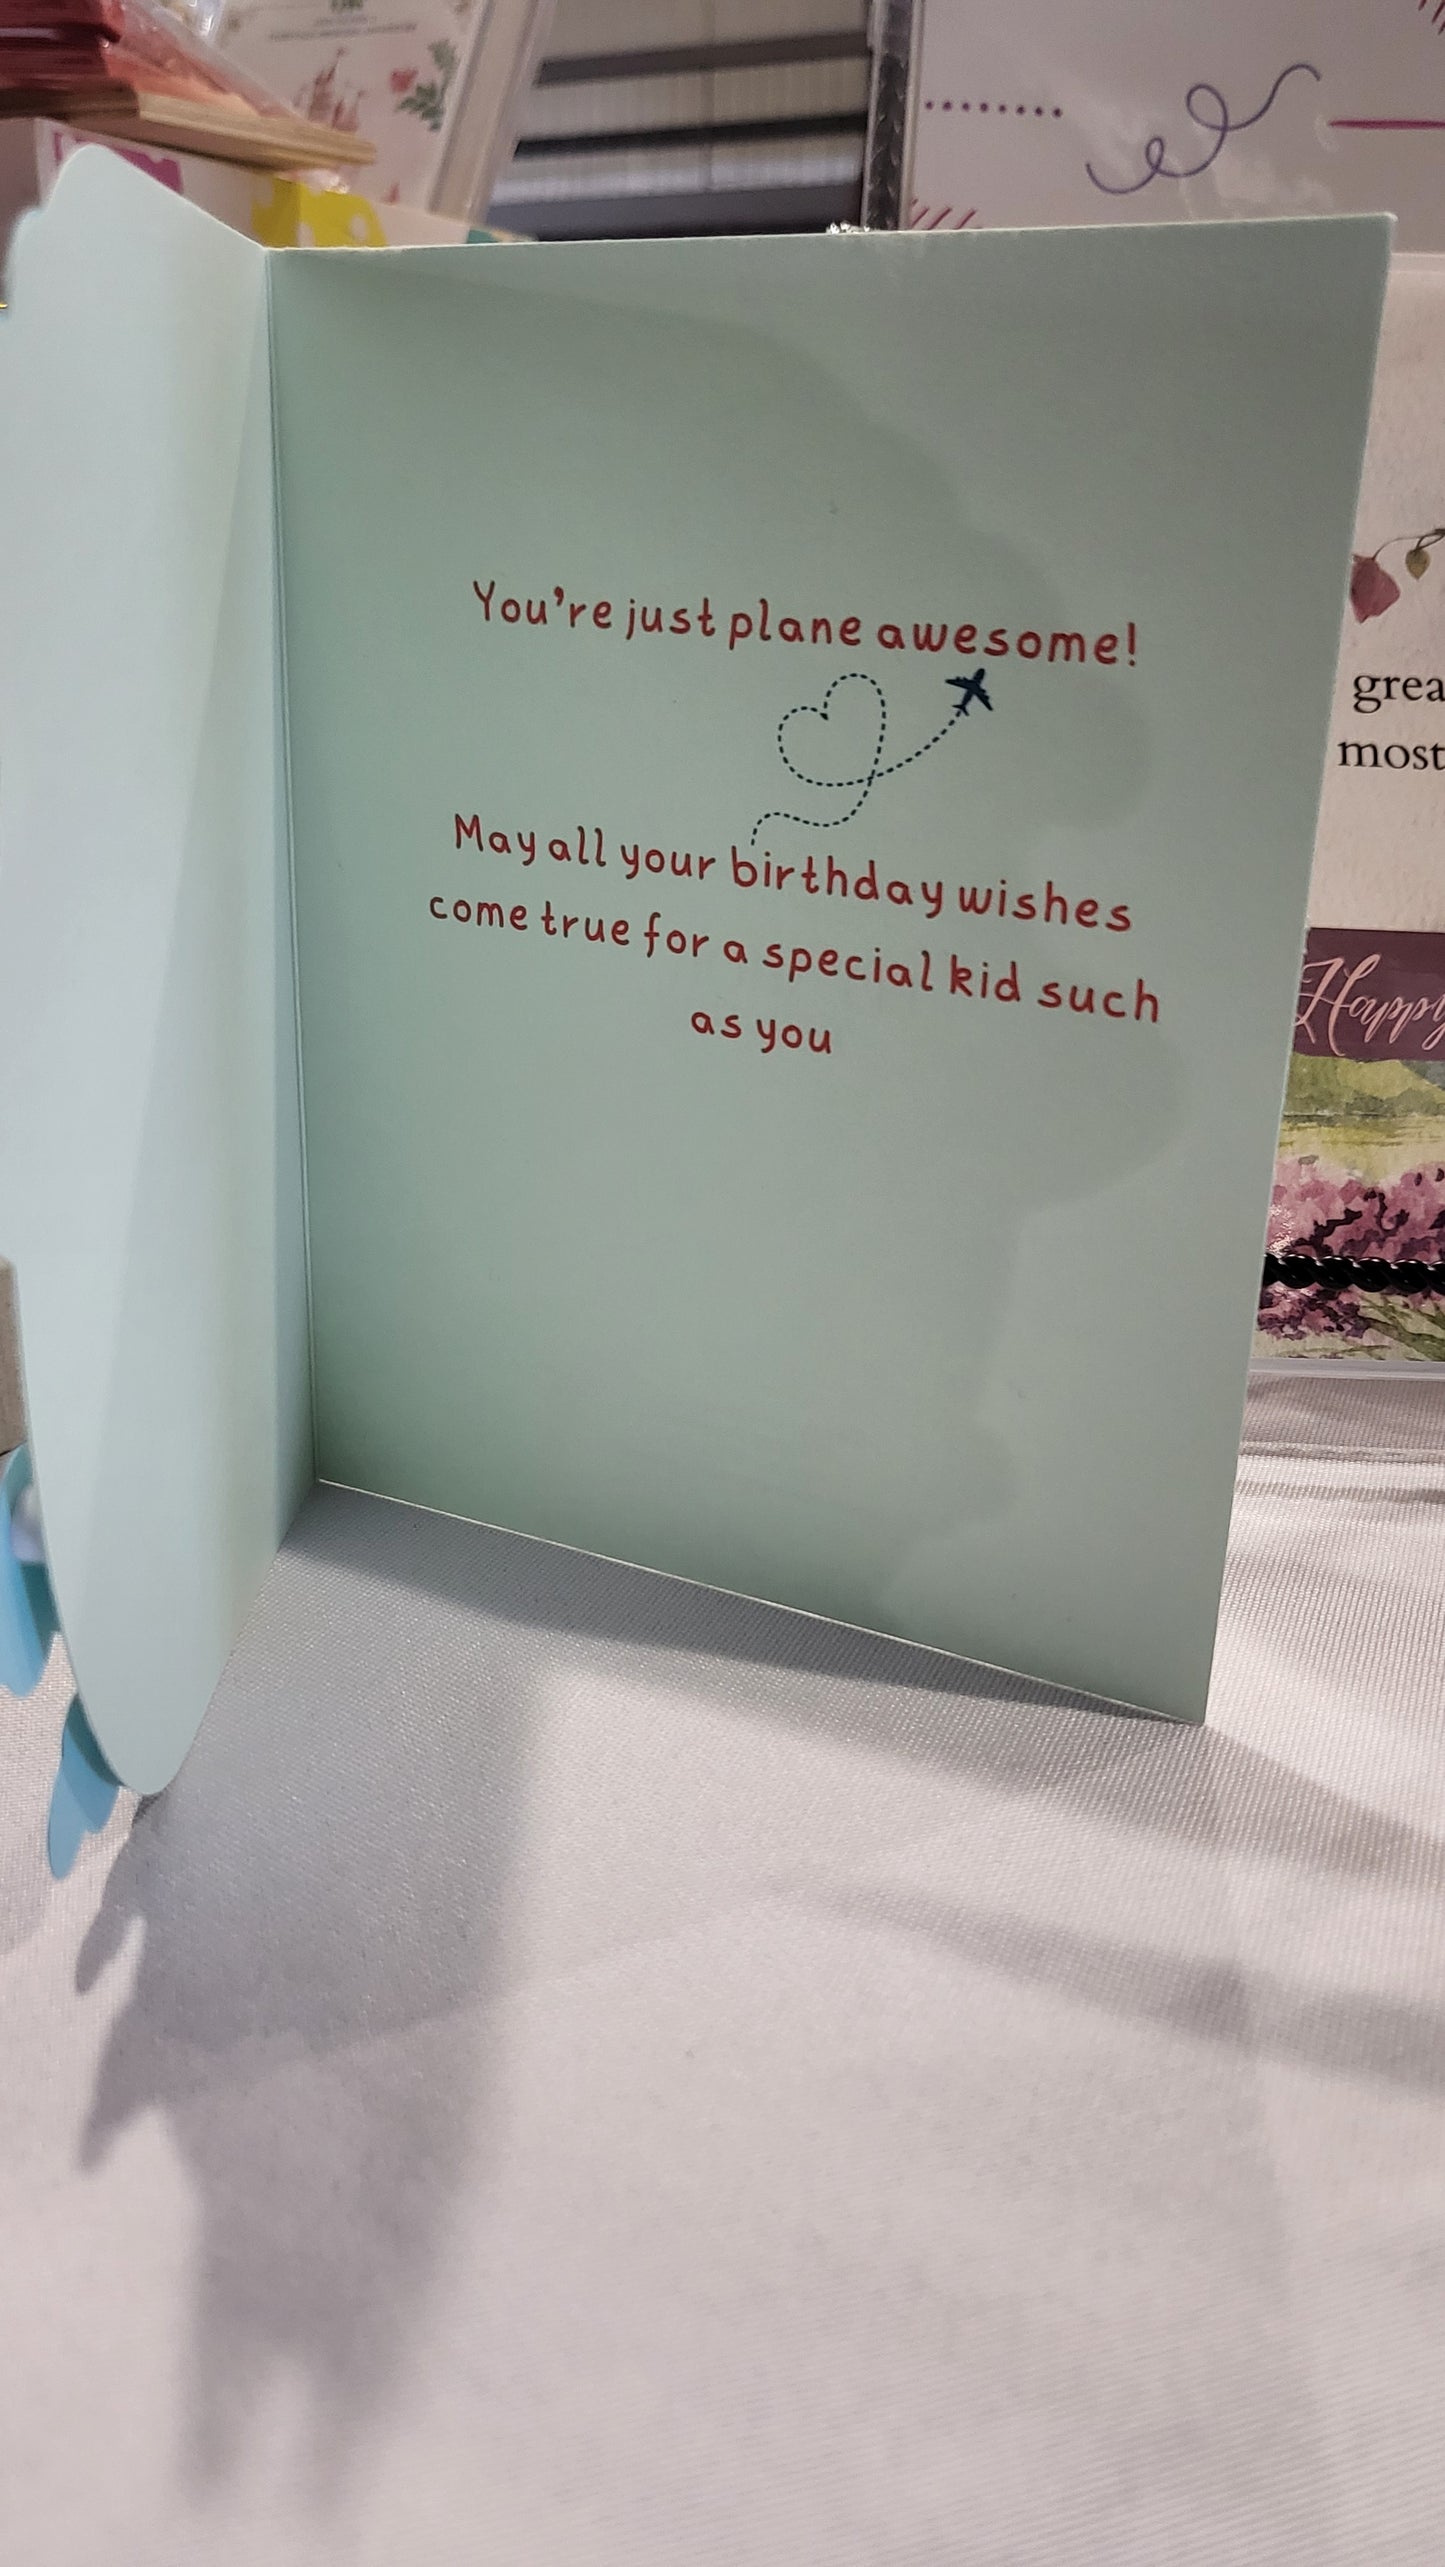 You're just plane awesome!
May all your birthday wishes
come true for a special kid such
as you
most
Happy